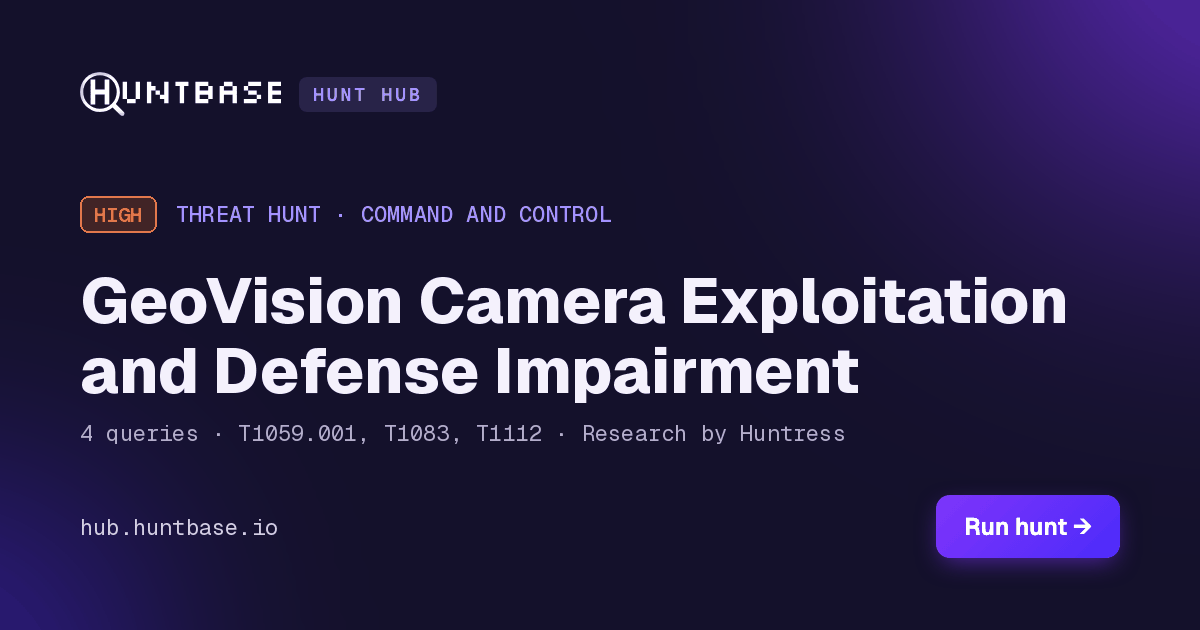 HUNTBASE HUNT HUB
HIGH THREAT HUNT · COMMAND AND CONTROL
GeoVision Camera Exploitation
and Defense Impairment
4 queries · T1059.001, T1083, T1112 · Research by Huntress
hub.huntbase.io
Run hunt →